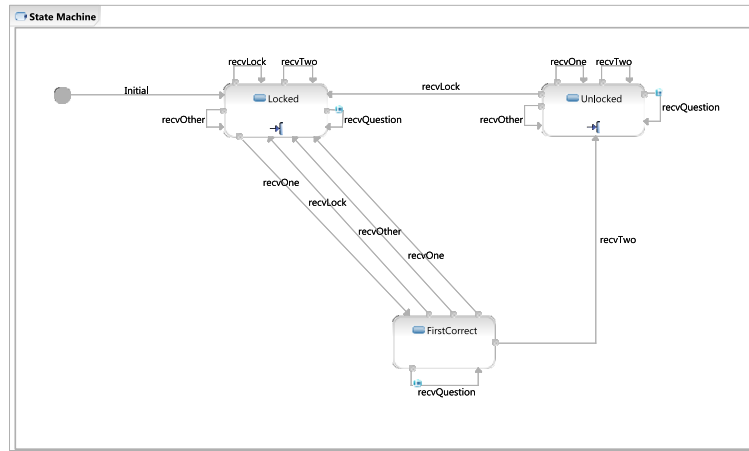 State Machine
recvLock
recvTwo
recvOne
recvTwo
Initial
recvLock
Locked
Unlocked
recvOther
recvQuestion
recvOther
recvQuestion
recvOne
recvLock
recvOther
recvOne
recvTwo
FirstCorrect
recvQuestion